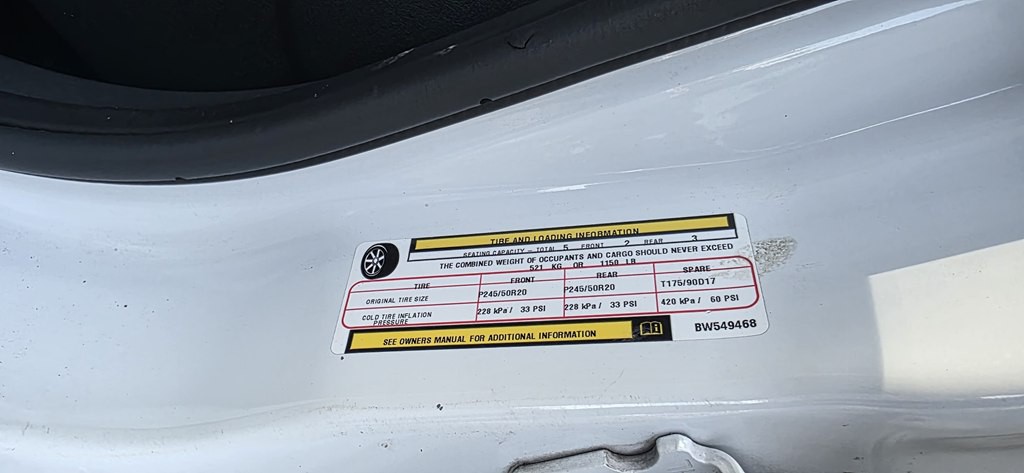 TIRE AND LOADING INFORMATION
SEATING CAPACITY - TOTAL 5 FRONT 2 REAR 3
THE COMBINED WEIGHT OF OCCUPANTS AND CARGO SHOULD NEVER EXCEED
521 KG OR 1150 LB
TIRE FRONT REAR SPARE
ORIGINAL TIRE SIZE P245/50R20 P245/50R20 T175/90D17
COLD TIRE INFLATION PRESSURE 228 kPa / 33 PSI 228 kPa / 33 PSI 420 kPa / 60 PSI
SEE OWNERS MANUAL FOR ADDITIONAL INFORMATION
BW549468